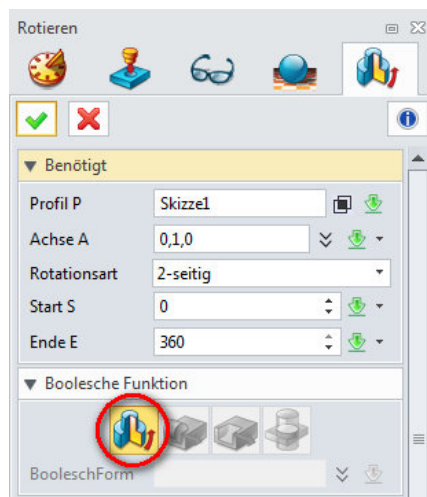 Rotieren
Benötigt
Profil P Skizze1
Achse A 0,1,0
Rotationsart 2-seitig
Start S 0
Ende E 360
Boolesche Funktion
BooleschForm